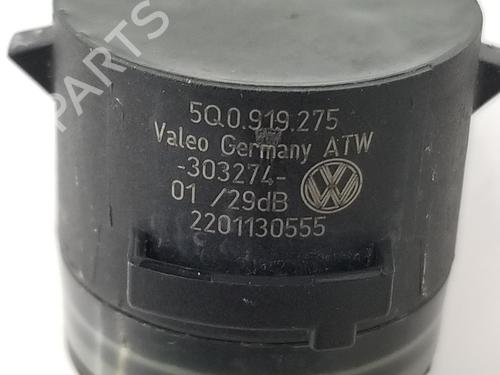 PARTS
5Q0.919.275
Valeo Germany ATW
-303274-
01 /29dB
2201130555